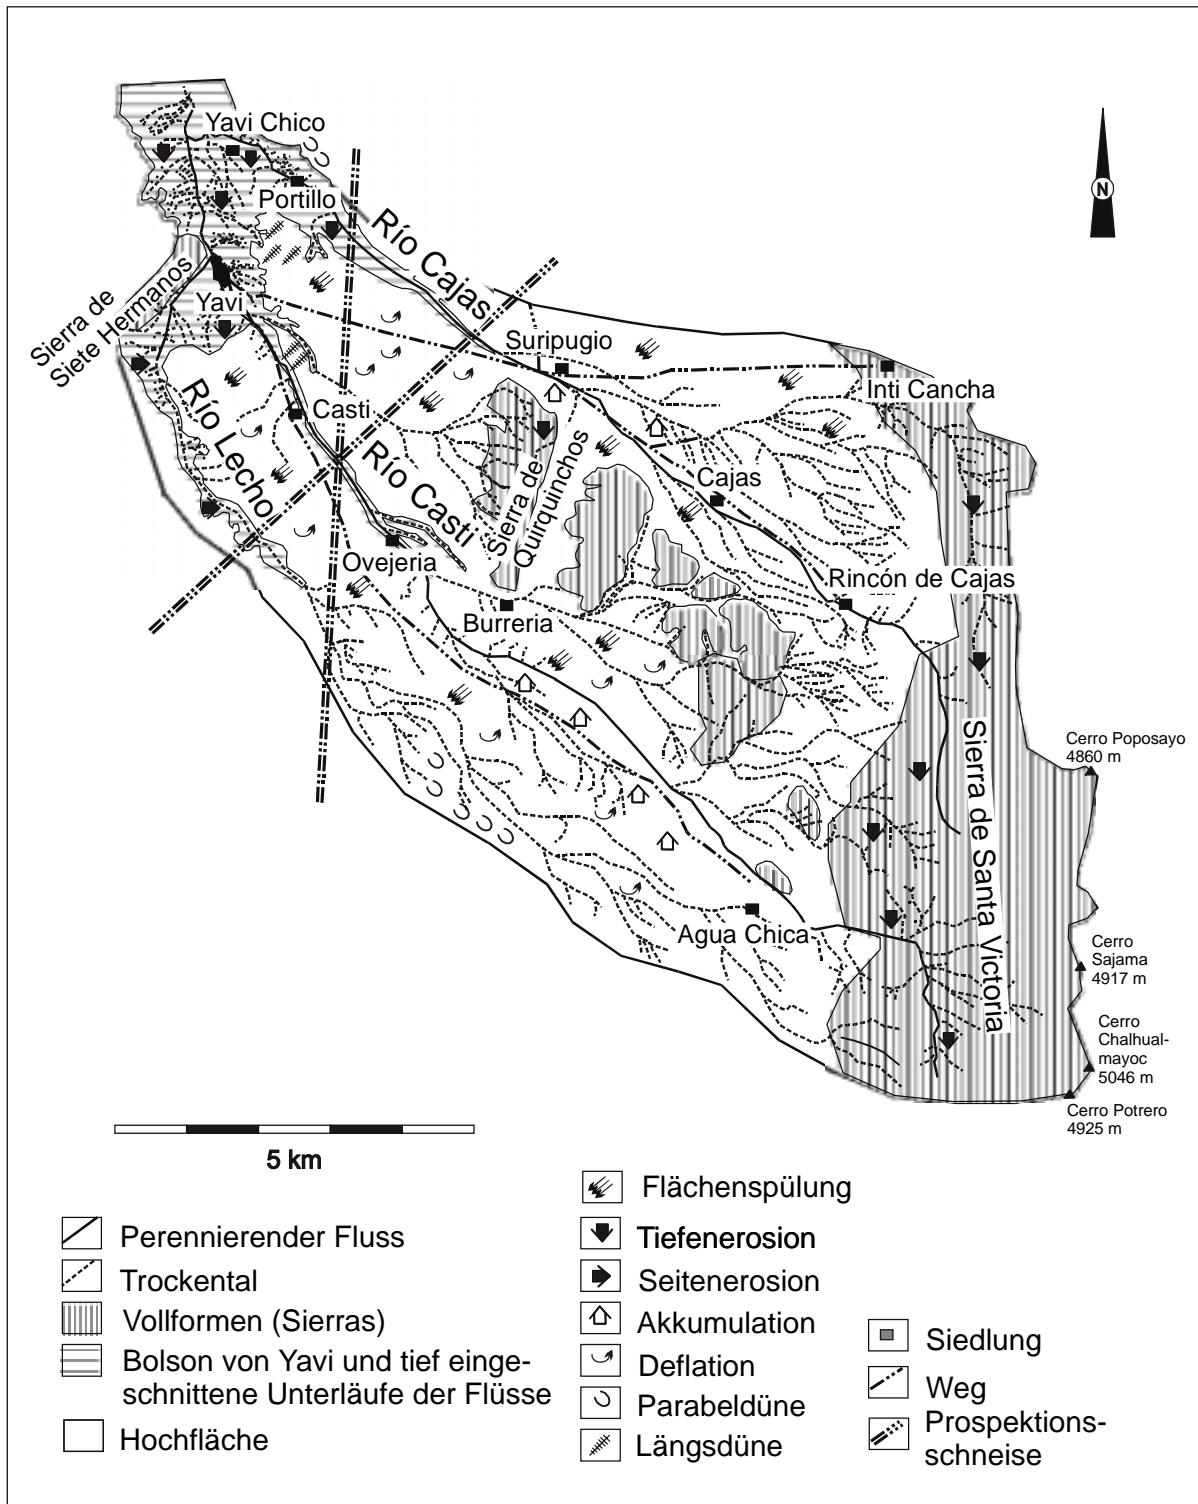 Yavi Chico
Portillo
N
Río Cajas
Sierra de
Siete Hermanos
Yavi
Suripugio
Inti Cancha
Río Lecho
Casti
Río Casti
Sierra de
Quirquinchos
Cajas
Ovejeria
Rincón de Cajas
Burreria
Sierra de Santa Victoria
Cerro Poposayo
4860 m
Agua Chica
Cerro
Sajama
4917 m
Cerro
Chalhual-
mayoc
5046 m
Cerro Potrero
4925 m
5 km
Perennierender Fluss
Trockental
Vollformen (Sierras)
Bolson von Yavi und tief einge-
schnittene Unterläufe der Flüsse
Hochfläche
Flächenspülung
Tiefenerosion
Seitenerosion
Akkumulation
Deflation
Parabeldüne
Längsdüne
Siedlung
Weg
Prospektions-
schneise